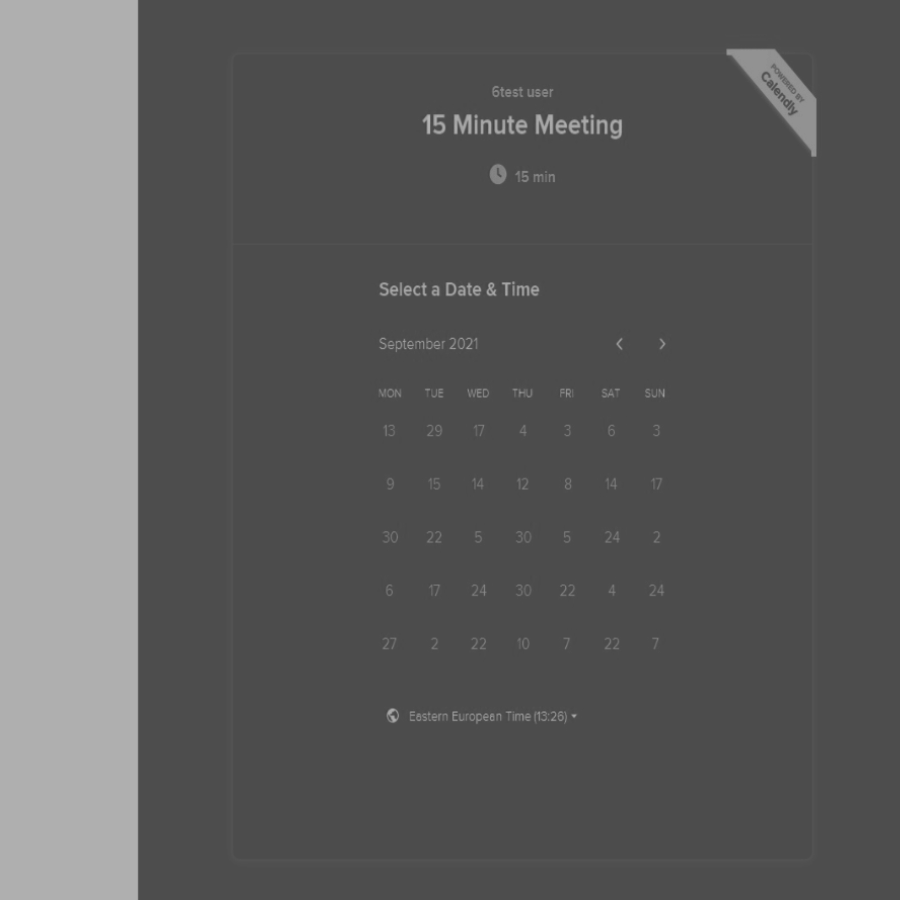 POWERED BY
Calendly
6test user
15 Minute Meeting
15 min
Select a Date & Time
September 2021
MON TUE WED THU FRI SAT SUN
13 29 17 4 3 6 3
9 15 14 12 8 14 17
30 22 5 30 5 24 2
6 17 24 30 22 4 24
27 2 22 10 7 22 7
Eastern European Time (13:26)